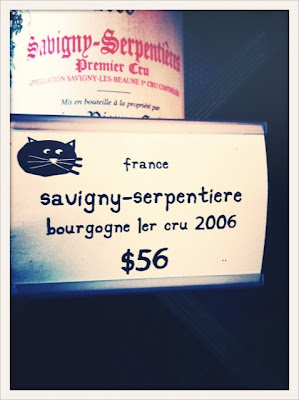 Savigny-Serpentières
Premier Cru
APPELLATION SAVIGNY-LES-BEAUNE 1er CRU CONTRÔLÉE
Mis en bouteille à la propriété par
france
savigny-serpentiere
bourgogne 1er cru 2006
$56